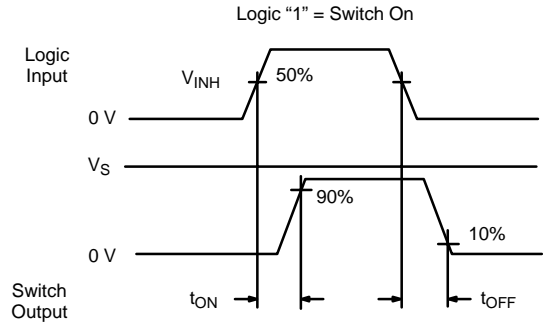 Logic “1” = Switch On
Logic
Input
V_INH
50%
0 V
V_S
90%
10%
0 V
Switch
Output
t_ON
t_OFF